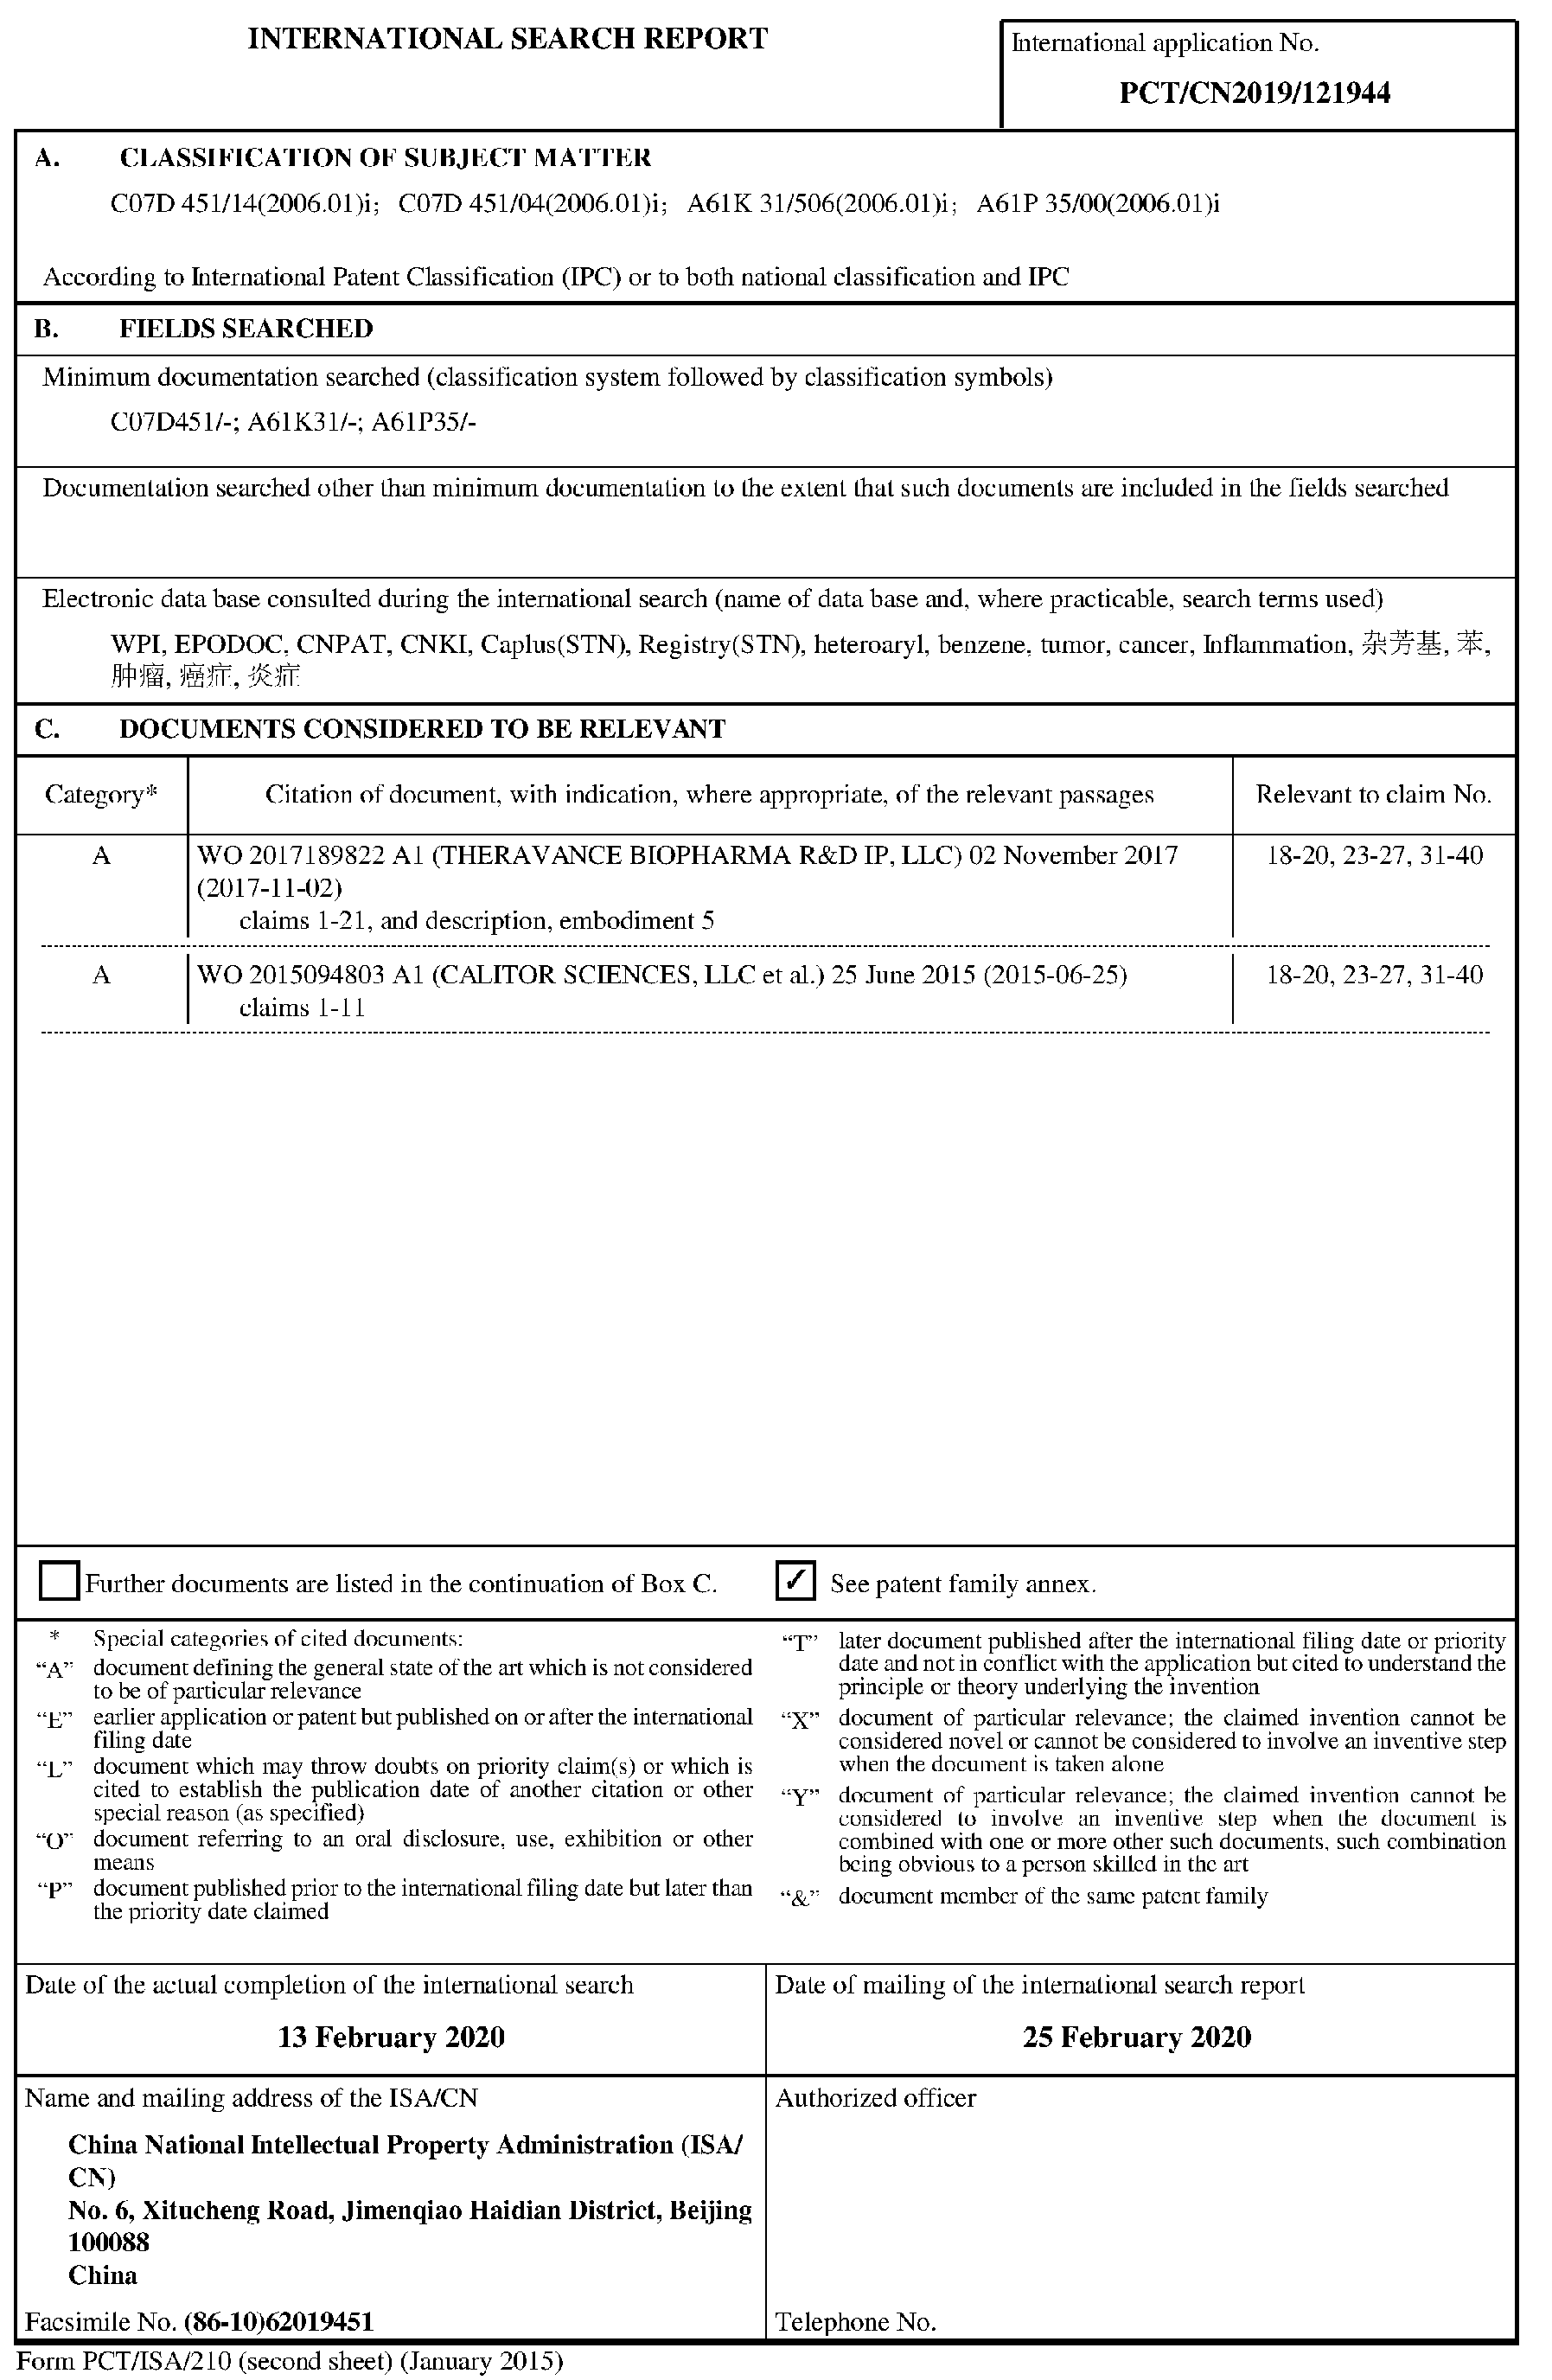 INTERNATIONAL SEARCH REPORT
International application No.
PCT/CN2019/121944
A. CLASSIFICATION OF SUBJECT MATTER
C07D 451/14(2006.01)i; C07D 451/04(2006.01)i; A61K 31/506(2006.01)i; A61P 35/00(2006.01)i
According to International Patent Classification (IPC) or to both national classification and IPC
B. FIELDS SEARCHED
Minimum documentation searched (classification system followed by classification symbols)
C07D451/-; A61K31/-; A61P35/-
Documentation searched other than minimum documentation to the extent that such documents are included in the fields searched
Electronic data base consulted during the international search (name of data base and, where practicable, search terms used)
WPI, EPODOC, CNPAT, CNKI, Caplus(STN), Registry(STN), heteroaryl, benzene, tumor, cancer, Inflammation, 杂芳基, 苯,
肿瘤, 癌症, 炎症
C. DOCUMENTS CONSIDERED TO BE RELEVANT
Category* Citation of document, with indication, where appropriate, of the relevant passages Relevant to claim No.
A WO 2017189822 A1 (THERAVANCE BIOPHARMA R&D IP, LLC) 02 November 2017 18-20, 23-27, 31-40
(2017-11-02)
claims 1-21, and description, embodiment 5
A WO 2015094803 A1 (CALITOR SCIENCES, LLC et al.) 25 June 2015 (2015-06-25) 18-20, 23-27, 31-40
claims 1-11
Further documents are listed in the continuation of Box C. ✓ See patent family annex.
* Special categories of cited documents:
“A” document defining the general state of the art which is not considered
to be of particular relevance
“E” earlier application or patent but published on or after the international
filing date
“L” document which may throw doubts on priority claim(s) or which is
cited to establish the publication date of another citation or other
special reason (as specified)
“O” document referring to an oral disclosure, use, exhibition or other
means
“P” document published prior to the international filing date but later than
the priority date claimed
“T” later document published after the international filing date or priority
date and not in conflict with the application but cited to understand the
principle or theory underlying the invention
“X” document of particular relevance; the claimed invention cannot be
considered novel or cannot be considered to involve an inventive step
when the document is taken alone
“Y” document of particular relevance; the claimed invention cannot be
considered to involve an inventive step when the document is
combined with one or more other such documents, such combination
being obvious to a person skilled in the art
“&” document member of the same patent family
Date of the actual completion of the international search
13 February 2020
Date of mailing of the international search report
25 February 2020
Name and mailing address of the ISA/CN
China National Intellectual Property Administration (ISA/
CN)
No. 6, Xitucheng Road, Jimenqiao Haidian District, Beijing
100088
China
Facsimile No. (86-10)62019451
Authorized officer
Telephone No.
Form PCT/ISA/210 (second sheet) (January 2015)